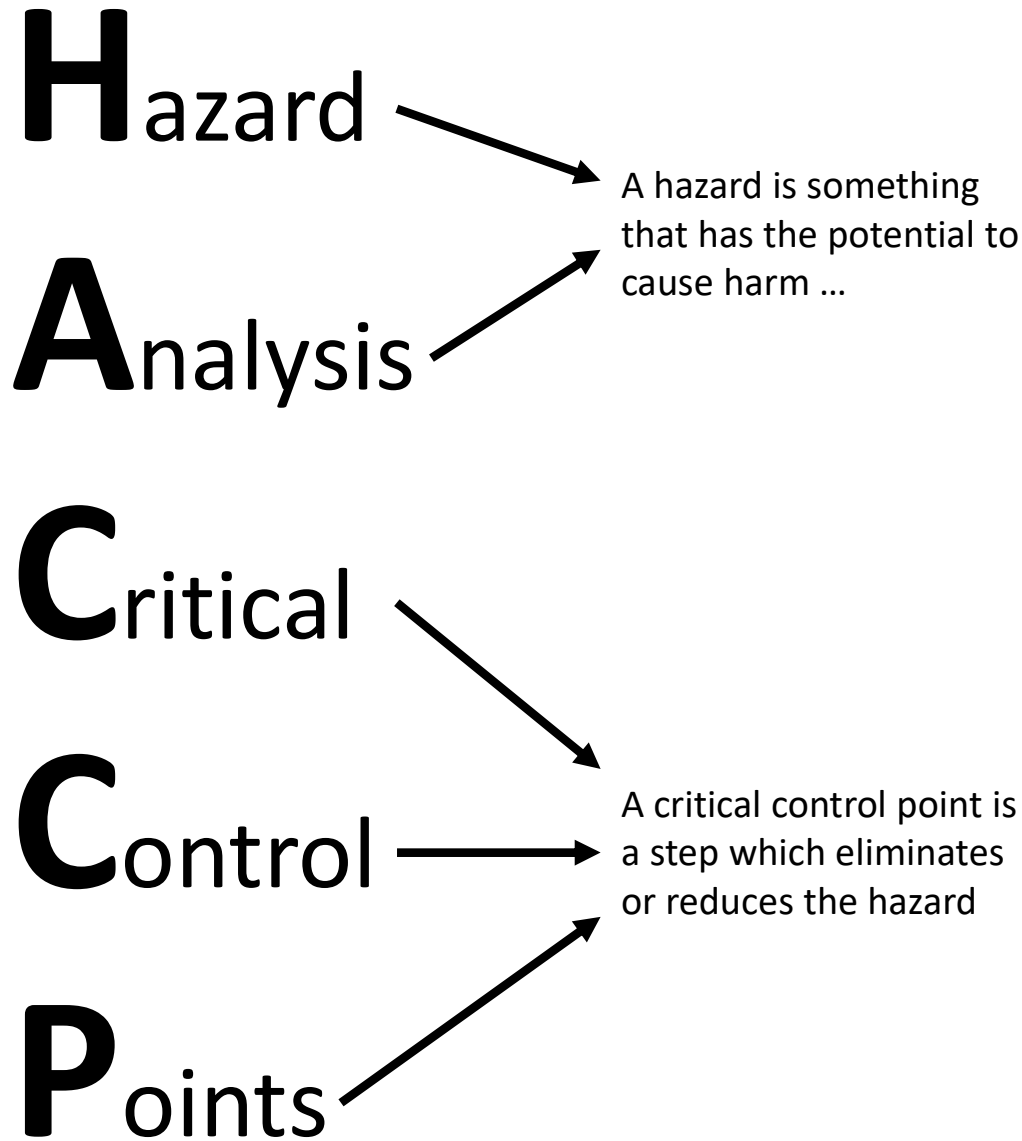 Hazard
A hazard is something
that has the potential to
cause harm ...
Analysis
Critical
Control
A critical control point is
a step which eliminates
or reduces the hazard
Points